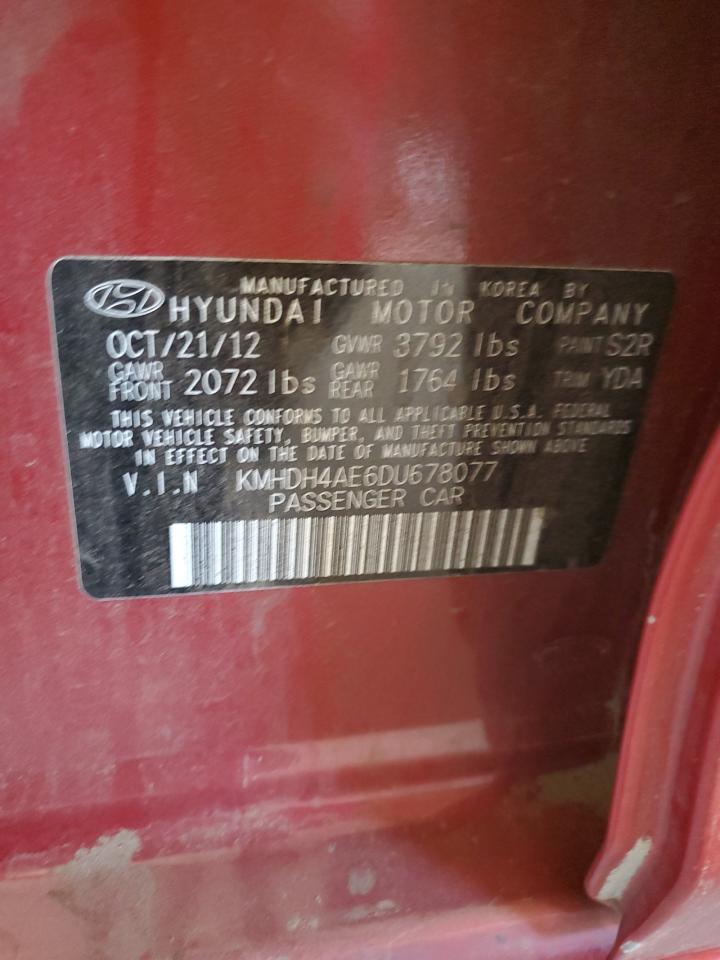 MANUFACTURED IN KOREA BY
HYUNDAI MOTOR COMPANY
OCT/21/12 GVWR 3792 lbs PAINT S2R
GAWR FRONT 2072 lbs GAWR REAR 1764 lbs TRIM YDA
THIS VEHICLE CONFORMS TO ALL APPLICABLE U.S.A. FEDERAL
MOTOR VEHICLE SAFETY, BUMPER, AND THEFT PREVENTION STANDARDS
IN EFFECT ON THE DATE OF MANUFACTURE SHOWN ABOVE
V.I.N KMHDH4AE6DU678077
PASSENGER CAR